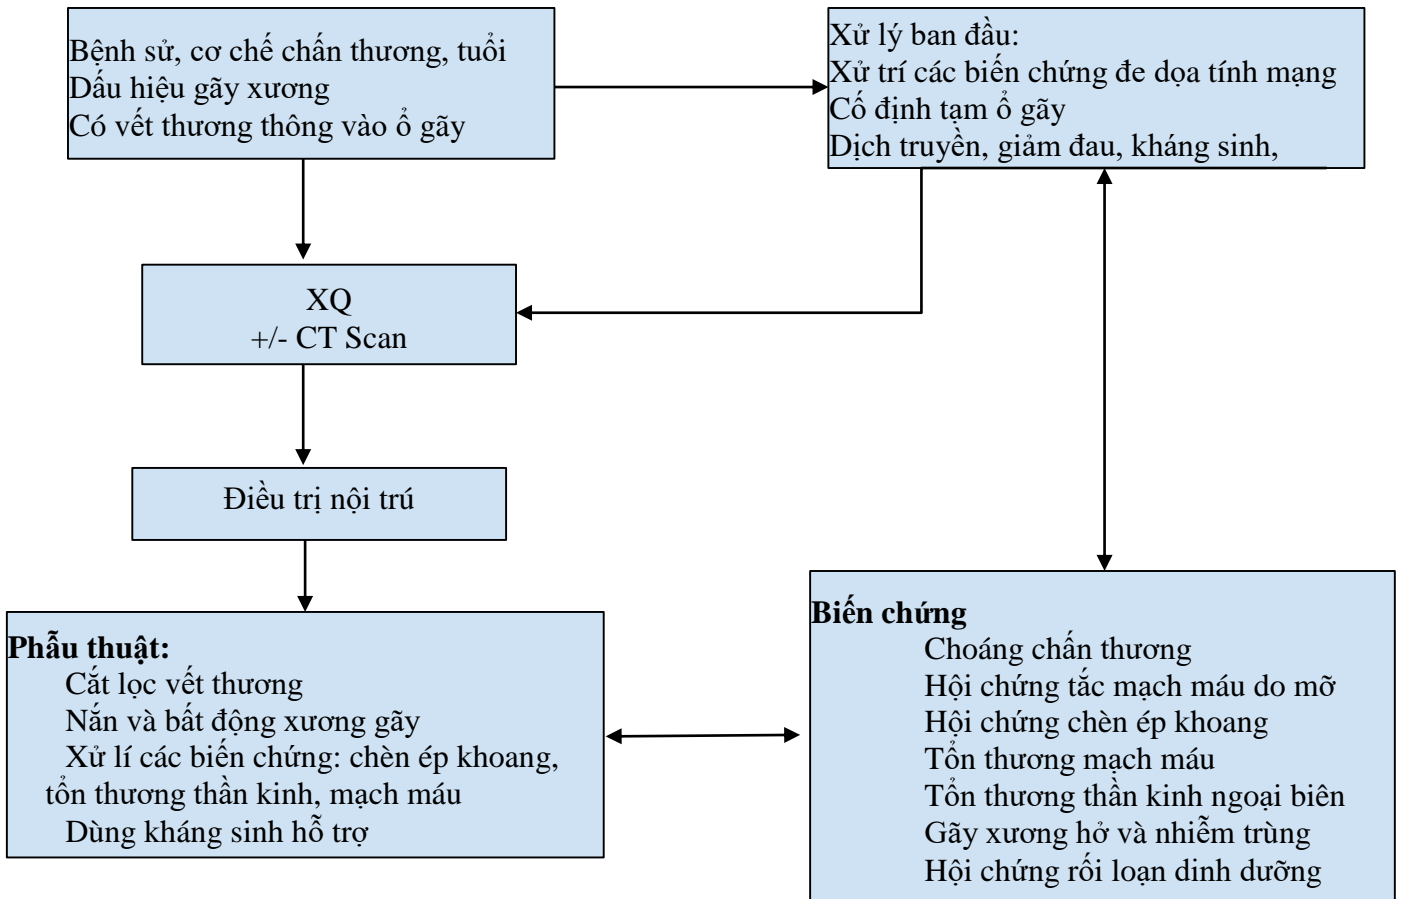 Bệnh sử, cơ chế chấn thương, tuổi
Dấu hiệu gãy xương
Có vết thương thông vào ổ gãy
Xử lý ban đầu:
Xử trí các biến chứng đe dọa tính mạng
Cố định tạm ổ gãy
Dịch truyền, giảm đau, kháng sinh,
XQ
+/- CT Scan
Điều trị nội trú
Phẫu thuật:
Cắt lọc vết thương
Nắn và bất động xương gãy
Xử lí các biến chứng: chèn ép khoang,
tổn thương thần kinh, mạch máu
Dùng kháng sinh hỗ trợ
Biến chứng
Choáng chấn thương
Hội chứng tắc mạch máu do mỡ
Hội chứng chèn ép khoang
Tổn thương mạch máu
Tổn thương thần kinh ngoại biên
Gãy xương hở và nhiễm trùng
Hội chứng rối loạn dinh dưỡng